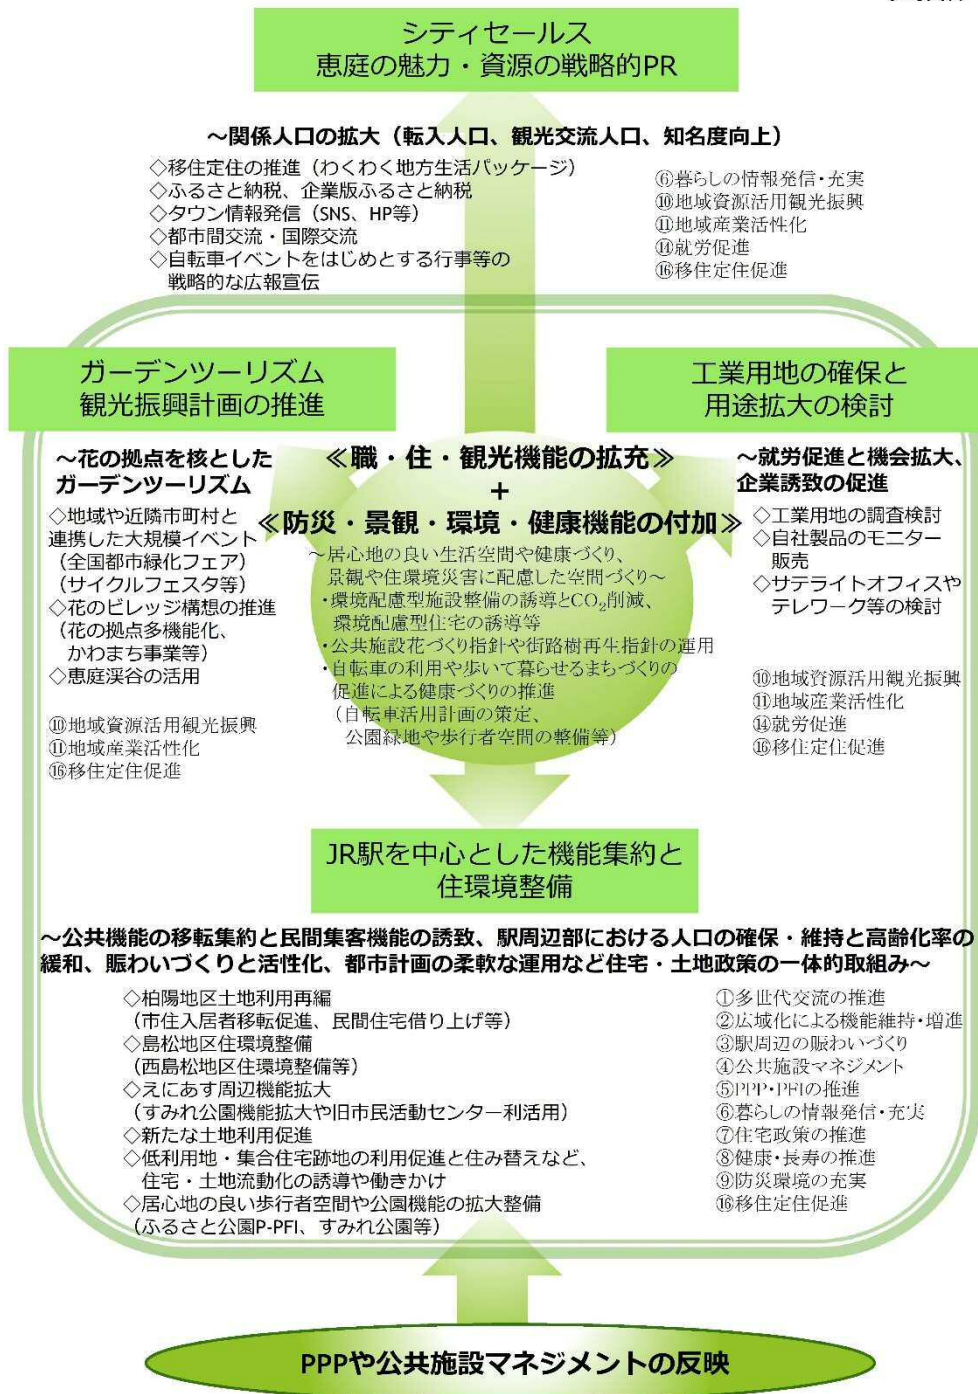 シティセールス
恵庭の魅力・資源の戦略的PR
～関係人口の拡大（転入人口、観光交流人口、知名度向上）
◇移住定住の推進（わくわく地方生活パッケージ）
◇ふるさと納税、企業版ふるさと納税
◇タウン情報発信（SNS、HP等）
◇都市間交流・国際交流
◇自転車イベントをはじめとする行事等の
戦略的な広報宣伝
⑥暮らしの情報発信・充実
⑩地域資源活用観光振興
⑪地域産業活性化
⑭就労促進
⑯移住定住促進
ガーデンツーリズム
観光振興計画の推進
～花の拠点を核とした
ガーデンツーリズム
◇地域や近隣市町村と
連携した大規模イベント
（全国都市緑化フェア）
（サイクルフェスタ等）
◇花のビレッジ構想の推進
（花の拠点多機能化、
かわまち事業等）
◇恵庭渓谷の活用
⑩地域資源活用観光振興
⑪地域産業活性化
⑯移住定住促進
≪職・住・観光機能の拡充≫
+
≪防災・景観・環境・健康機能の付加≫
～居心地の良い生活空間や健康づくり、
景観や住環境災害に配慮した空間づくり～
・環境配慮型施設整備の誘導とCO₂削減、
環境配慮型住宅の誘導等
・公共施設花づくり指針や街路樹再生指針の運用
・自転車の利用や歩いて暮らせるまちづくりの
促進による健康づくりの推進
（自転車活用計画の策定、
公園緑地や歩行者空間の整備等）
工業用地の確保と
用途拡大の検討
～就労促進と機会拡大、
企業誘致の促進
◇工業用地の調査検討
◇自社製品のモニター
販売
◇サテライトオフィスや
テレワーク等の検討
⑩地域資源活用観光振興
⑪地域産業活性化
⑭就労促進
⑯移住定住促進
JR駅を中心とした機能集約と
住環境整備
～公共機能の移転集約と民間集客機能の誘致、駅周辺部における人口の確保・維持と高齢化率の
緩和、賑わいづくりと活性化、都市計画の柔軟な運用など住宅・土地政策の一体的取組み～
◇柏陽地区土地利用再編
（市住入居者移転促進、民間住宅借り上げ等）
◇島松地区住環境整備
（西島松地区住環境整備等）
◇えにあす周辺機能拡大
（すみれ公園機能拡大や旧市民活動センター利活用）
◇新たな土地利用促進
◇低利用地・集合住宅跡地の利用促進と住み替えなど、
住宅・土地流動化の誘導や働きかけ
◇居心地の良い歩行者空間や公園機能の拡大整備
（ふるさと公園P-PFI、すみれ公園等）
①多世代交流の推進
②広域化による機能維持・増進
③駅周辺の賑わいづくり
④公共施設マネジメント
⑤PPP・PFIの推進
⑥暮らしの情報発信・充実
⑦住宅政策の推進
⑧健康・長寿の推進
⑨防災環境の充実
⑯移住定住促進
PPPや公共施設マネジメントの反映